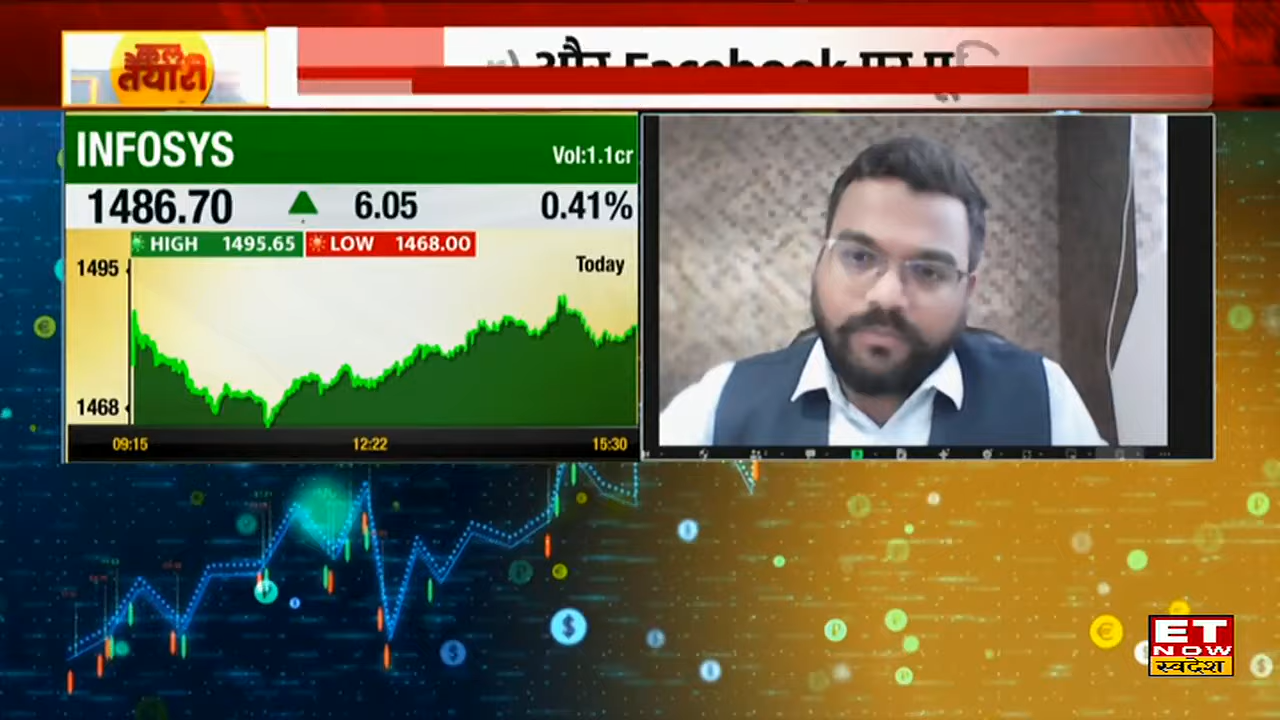 कल की
तैयारी
और Facebook पर
INFOSYS
Vol:1.1cr
1486.70 ▲ 6.05 0.41%
HIGH 1495.65 LOW 1468.00
Today
1495
1468
09:15 12:22 15:30
ET
NOW
स्वदेश